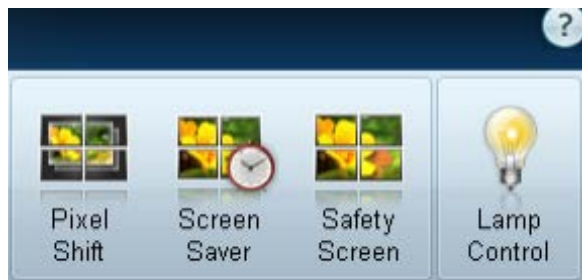 ?
Pixel Shift
Screen Saver
Safety Screen
Lamp Control